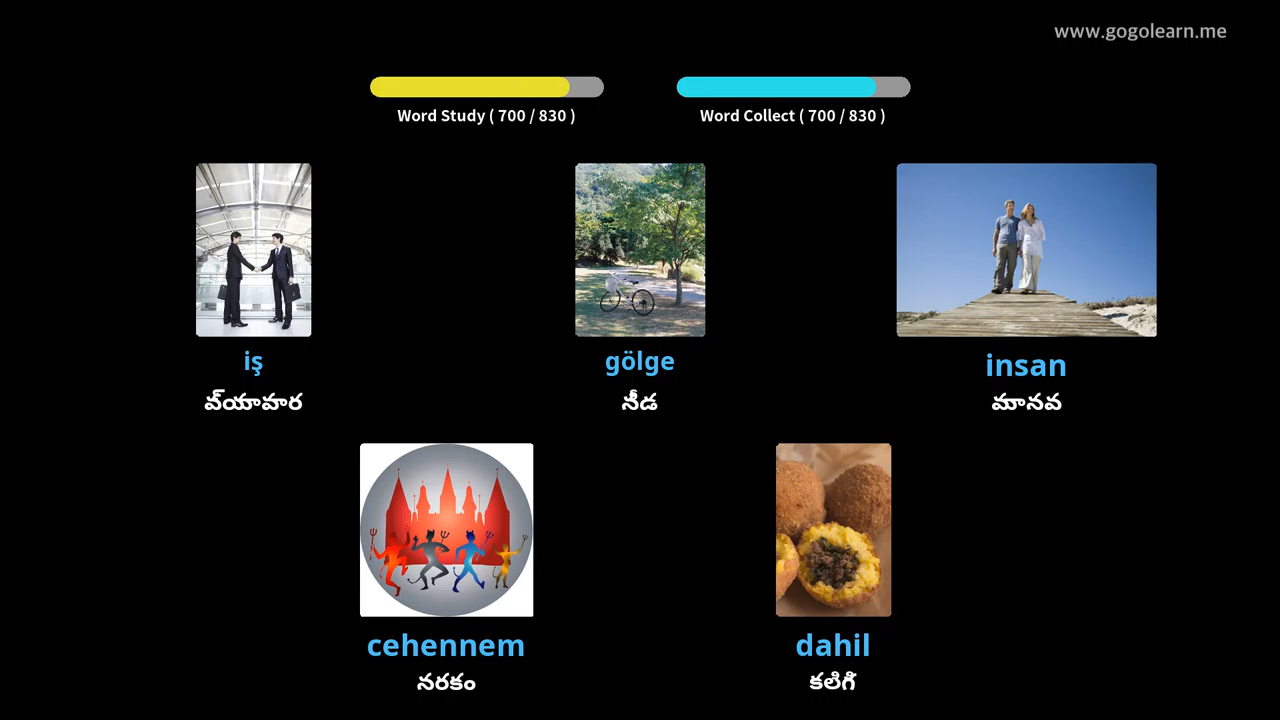 www.gogolearn.me
Word Study ( 700 / 830 )
Word Collect ( 700 / 830 )
iş
gölge
insan
వ్యాపార
నీడ
మానవ
cehennem
dahil
నరకం
కలిగి